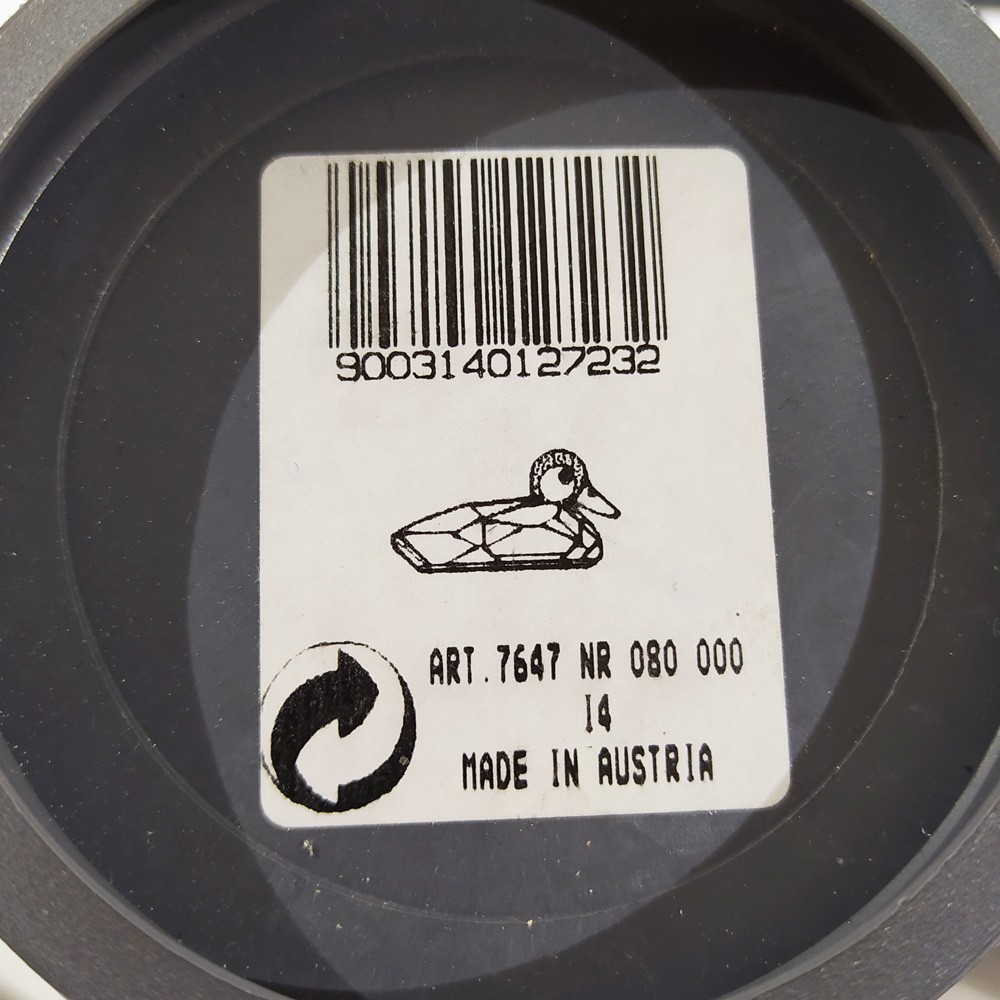 9003140127232
ART.7647 NR 080 000
I4
MADE IN AUSTRIA